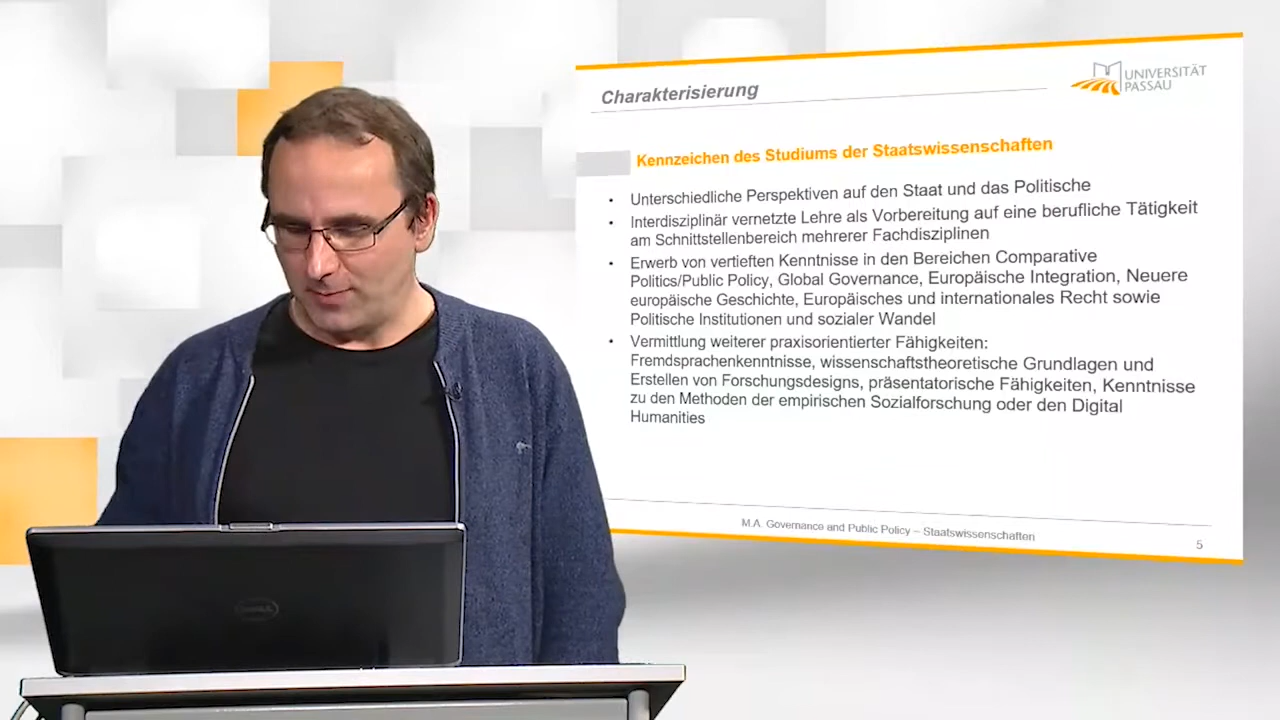 Charakterisierung
UNIVERSITÄT
PASSAU
Kennzeichen des Studiums der Staatswissenschaften
• Unterschiedliche Perspektiven auf den Staat und das Politische
• Interdisziplinär vernetzte Lehre als Vorbereitung auf eine berufliche Tätigkeit
am Schnittstellenbereich mehrerer Fachdisziplinen
• Erwerb von vertieften Kenntnisse in den Bereichen Comparative
Politics/Public Policy, Global Governance, Europäische Integration, Neuere
europäische Geschichte, Europäisches und internationales Recht sowie
Politische Institutionen und sozialer Wandel
• Vermittlung weiterer praxisorientierter Fähigkeiten:
Fremdsprachenkenntnisse, wissenschaftstheoretische Grundlagen und
Erstellen von Forschungsdesigns, präsentatorische Fähigkeiten, Kenntnisse
zu den Methoden der empirischen Sozialforschung oder den Digital
Humanities
M.A. Governance and Public Policy – Staatswissenschaften
5
DELL